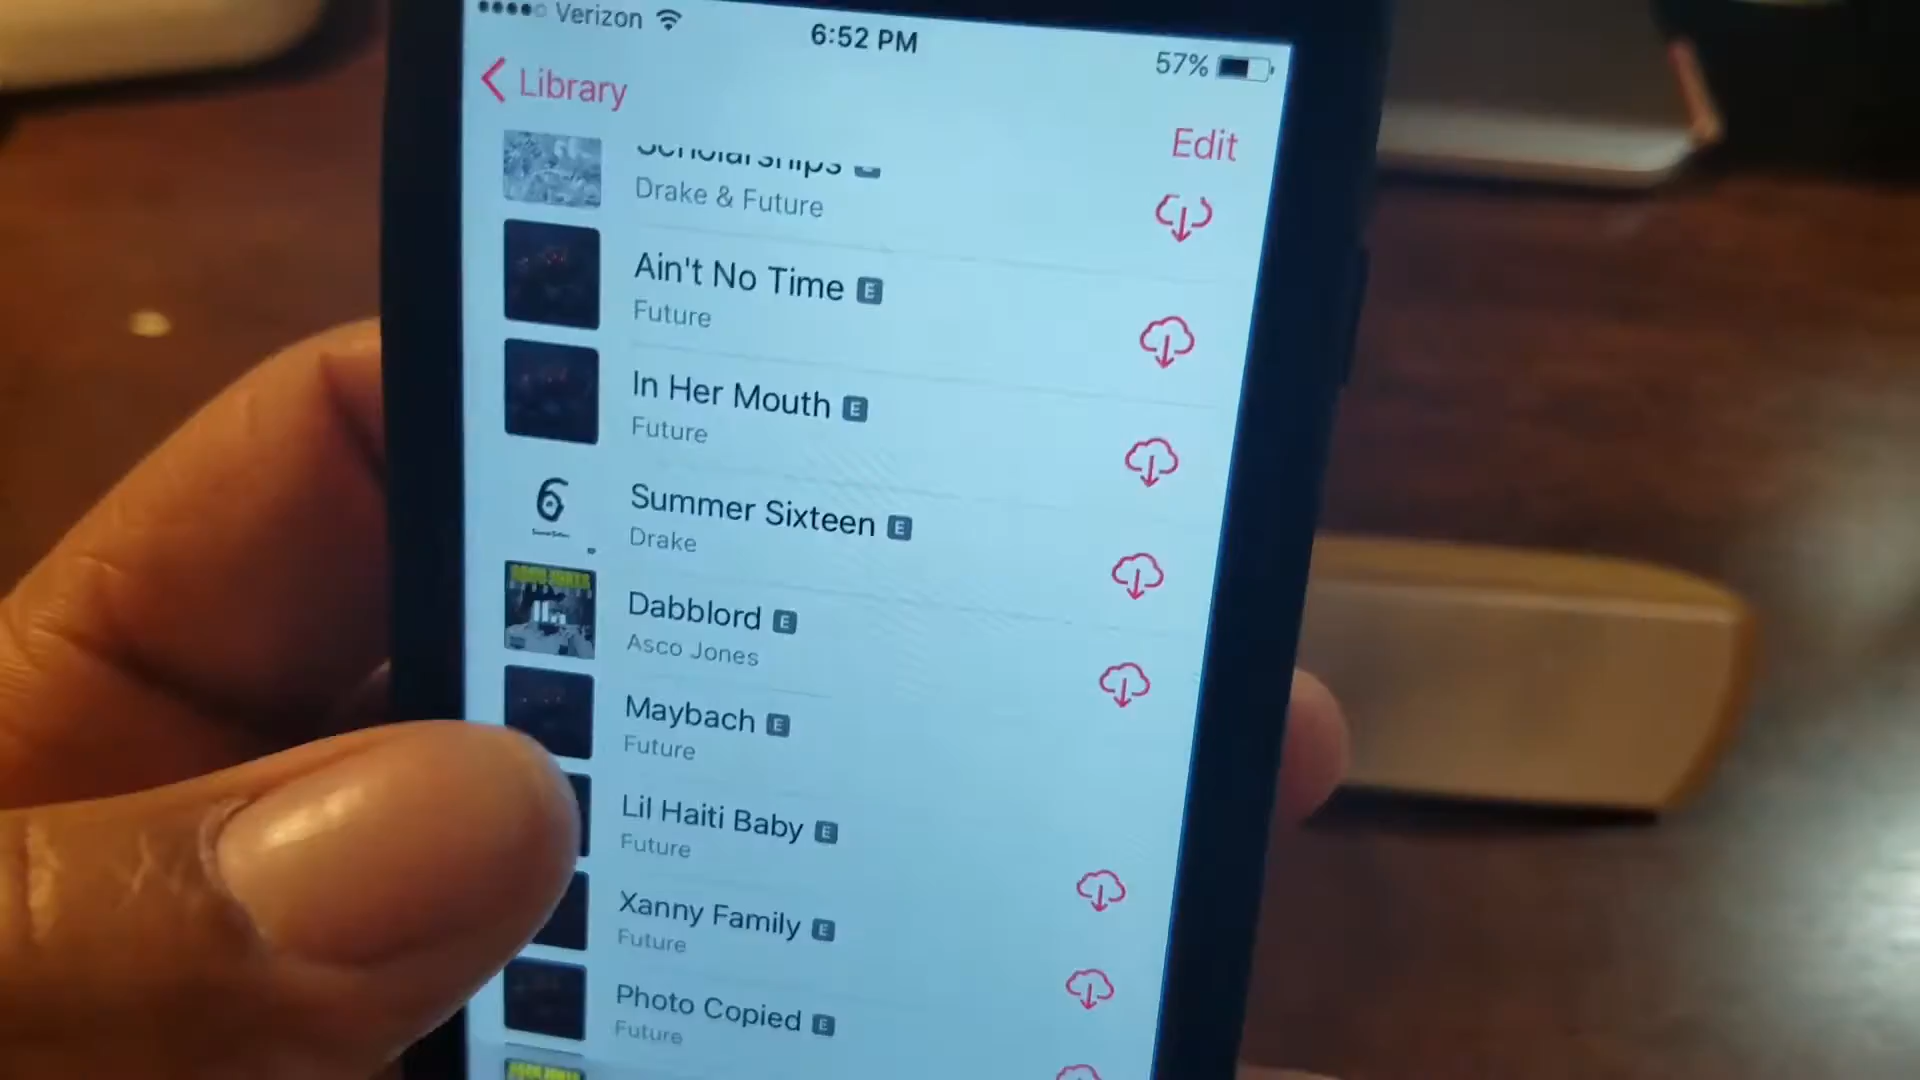 Verizon
6:52 PM
57%
Library
Edit
Scholarships E
Drake & Future
Ain't No Time E
Future
In Her Mouth E
Future
6
Summer Sixteen E
Drake
Dabblord E
Asco Jones
Maybach E
Future
Lil Haiti Baby E
Future
Xanny Family E
Future
Photo Copied E
Future